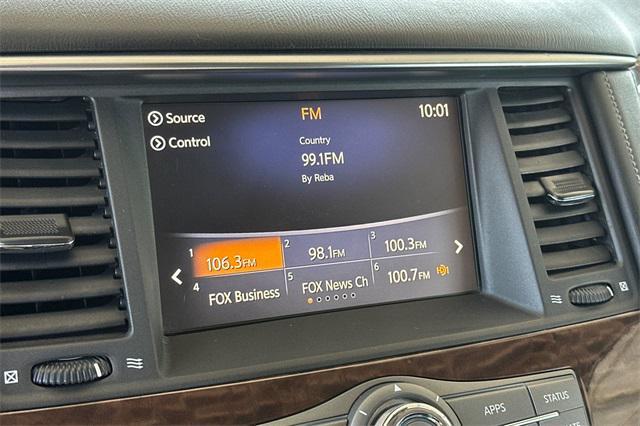 Source
FM
10:01
Control
Country
99.1FM
By Reba
1 106.3FM
2 98.1FM
3 100.3FM
4 FOX Business
5 FOX News Ch
6 100.7FM HD)
APPS
STATUS